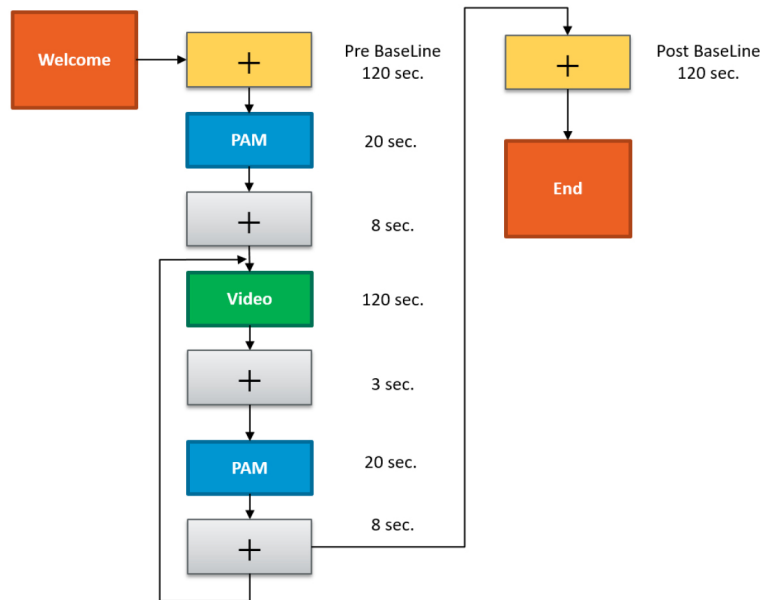 Welcome
+
Pre BaseLine
120 sec.
PAM
20 sec.
+
8 sec.
Video
120 sec.
+
3 sec.
PAM
20 sec.
+
8 sec.
+
Post BaseLine
120 sec.
End